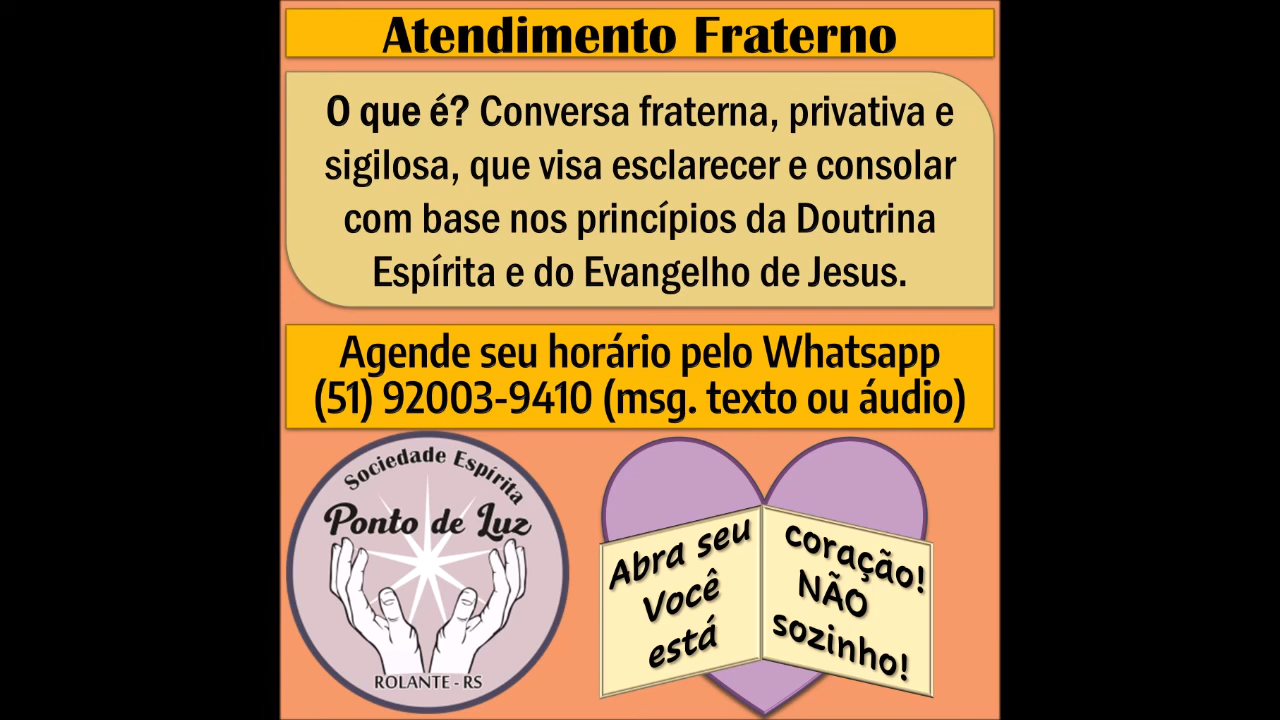 Atendimento Fraterno
O que é? Conversa fraterna, privativa e
sigilosa, que visa esclarecer e consolar
com base nos princípios da Doutrina
Espírita e do Evangelho de Jesus.
Agende seu horário pelo Whatsapp
(51) 92003-9410 (msg. texto ou áudio)
Sociedade Espírita
Ponto de Luz
ROLANTE - RS
Abra seu coração!
Você NÃO
está sozinho!